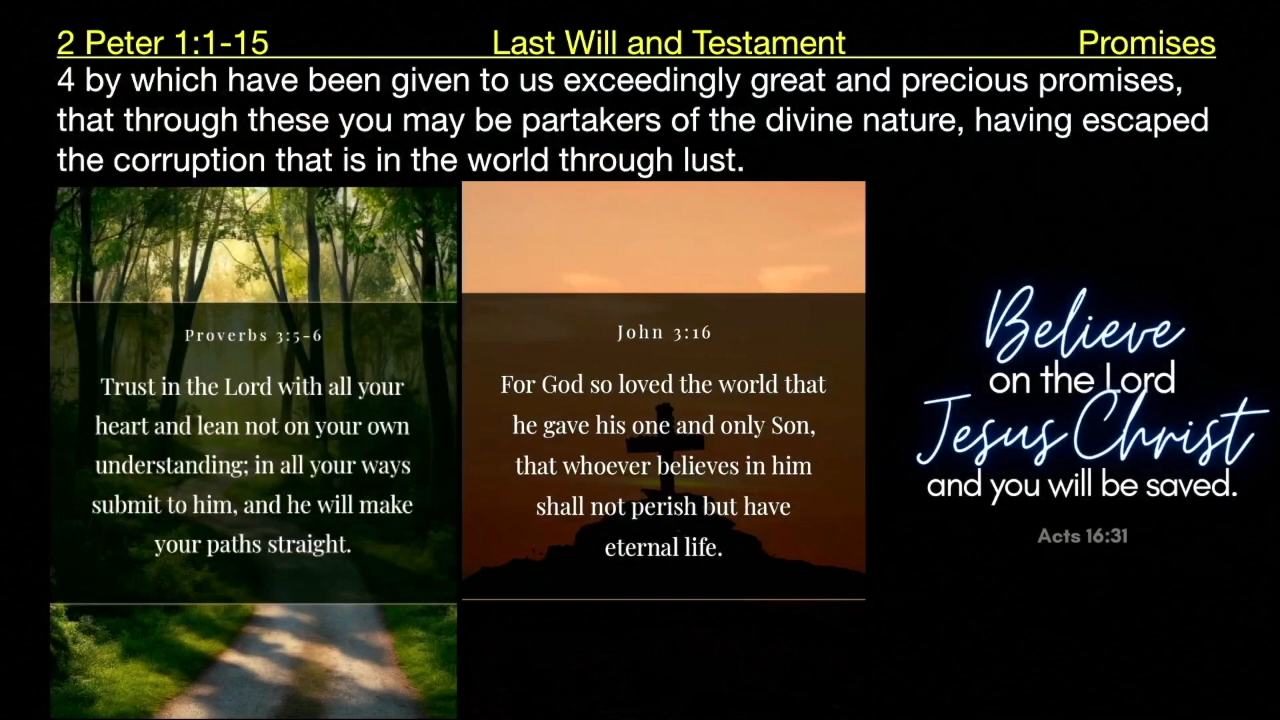 2 Peter 1:1-15 Last Will and Testament Promises
4 by which have been given to us exceedingly great and precious promises,
that through these you may be partakers of the divine nature, having escaped
the corruption that is in the world through lust.
Proverbs 3:5-6
Trust in the Lord with all your
heart and lean not on your own
understanding; in all your ways
submit to him, and he will make
your paths straight.
John 3:16
For God so loved the world that
he gave his one and only Son,
that whoever believes in him
shall not perish but have
eternal life.
Believe
on the Lord
Jesus Christ
and you will be saved.
Acts 16:31